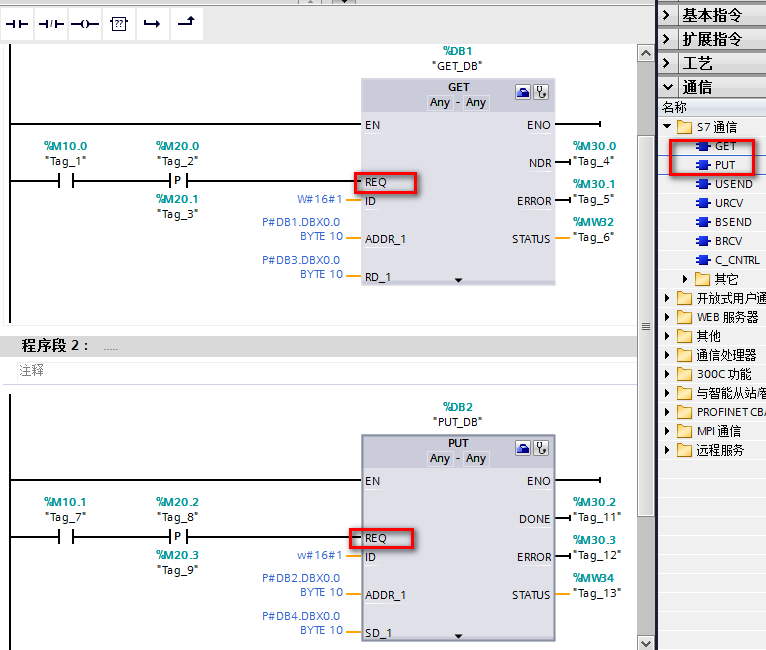 ??
%DB1
"GET_DB"
GET
Any - Any
EN
ENO
%M10.0
"Tag_1"
%M20.0
"Tag_2"
P
%M20.1
"Tag_3"
REQ
W#16#1
ID
P#DB1.DBX0.0
BYTE 10
ADDR_1
P#DB3.DBX0.0
BYTE 10
RD_1
NDR
%M30.0
"Tag_4"
ERROR
%M30.1
"Tag_5"
STATUS
%MW32
"Tag_6"
程序段 2：
.....
注释
%DB2
"PUT_DB"
PUT
Any - Any
EN
ENO
%M10.1
"Tag_7"
%M20.2
"Tag_8"
P
%M20.3
"Tag_9"
REQ
w#16#1
ID
P#DB2.DBX0.0
BYTE 10
ADDR_1
P#DB4.DBX0.0
BYTE 10
SD_1
DONE
%M30.2
"Tag_11"
ERROR
%M30.3
"Tag_12"
STATUS
%MW34
"Tag_13"
基本指令
扩展指令
工艺
通信
名称
S7 通信
GET
PUT
USEND
URCV
BSEND
BRCV
C_CNTRL
其它
开放式用户通
WEB 服务器
其他
通信处理器
300C 功能
与智能从站/
PROFINET CBA
MPI 通信
远程服务